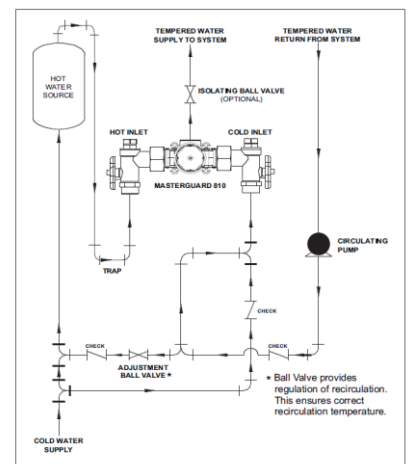 TEMPERED WATER
SUPPLY TO SYSTEM
TEMPERED WATER
RETURN FROM SYSTEM
HOT
WATER
SOURCE
ISOLATING BALL VALVE
(OPTIONAL)
HOT INLET
COLD INLET
MASTERGUARD 810
CIRCULATING
PUMP
TRAP
CHECK
CHECK
CHECK
ADJUSTMENT
BALL VALVE *
* Ball Valve provides
regulation of recirculation.
This ensures correct
recirculation temperature.
COLD WATER
SUPPLY